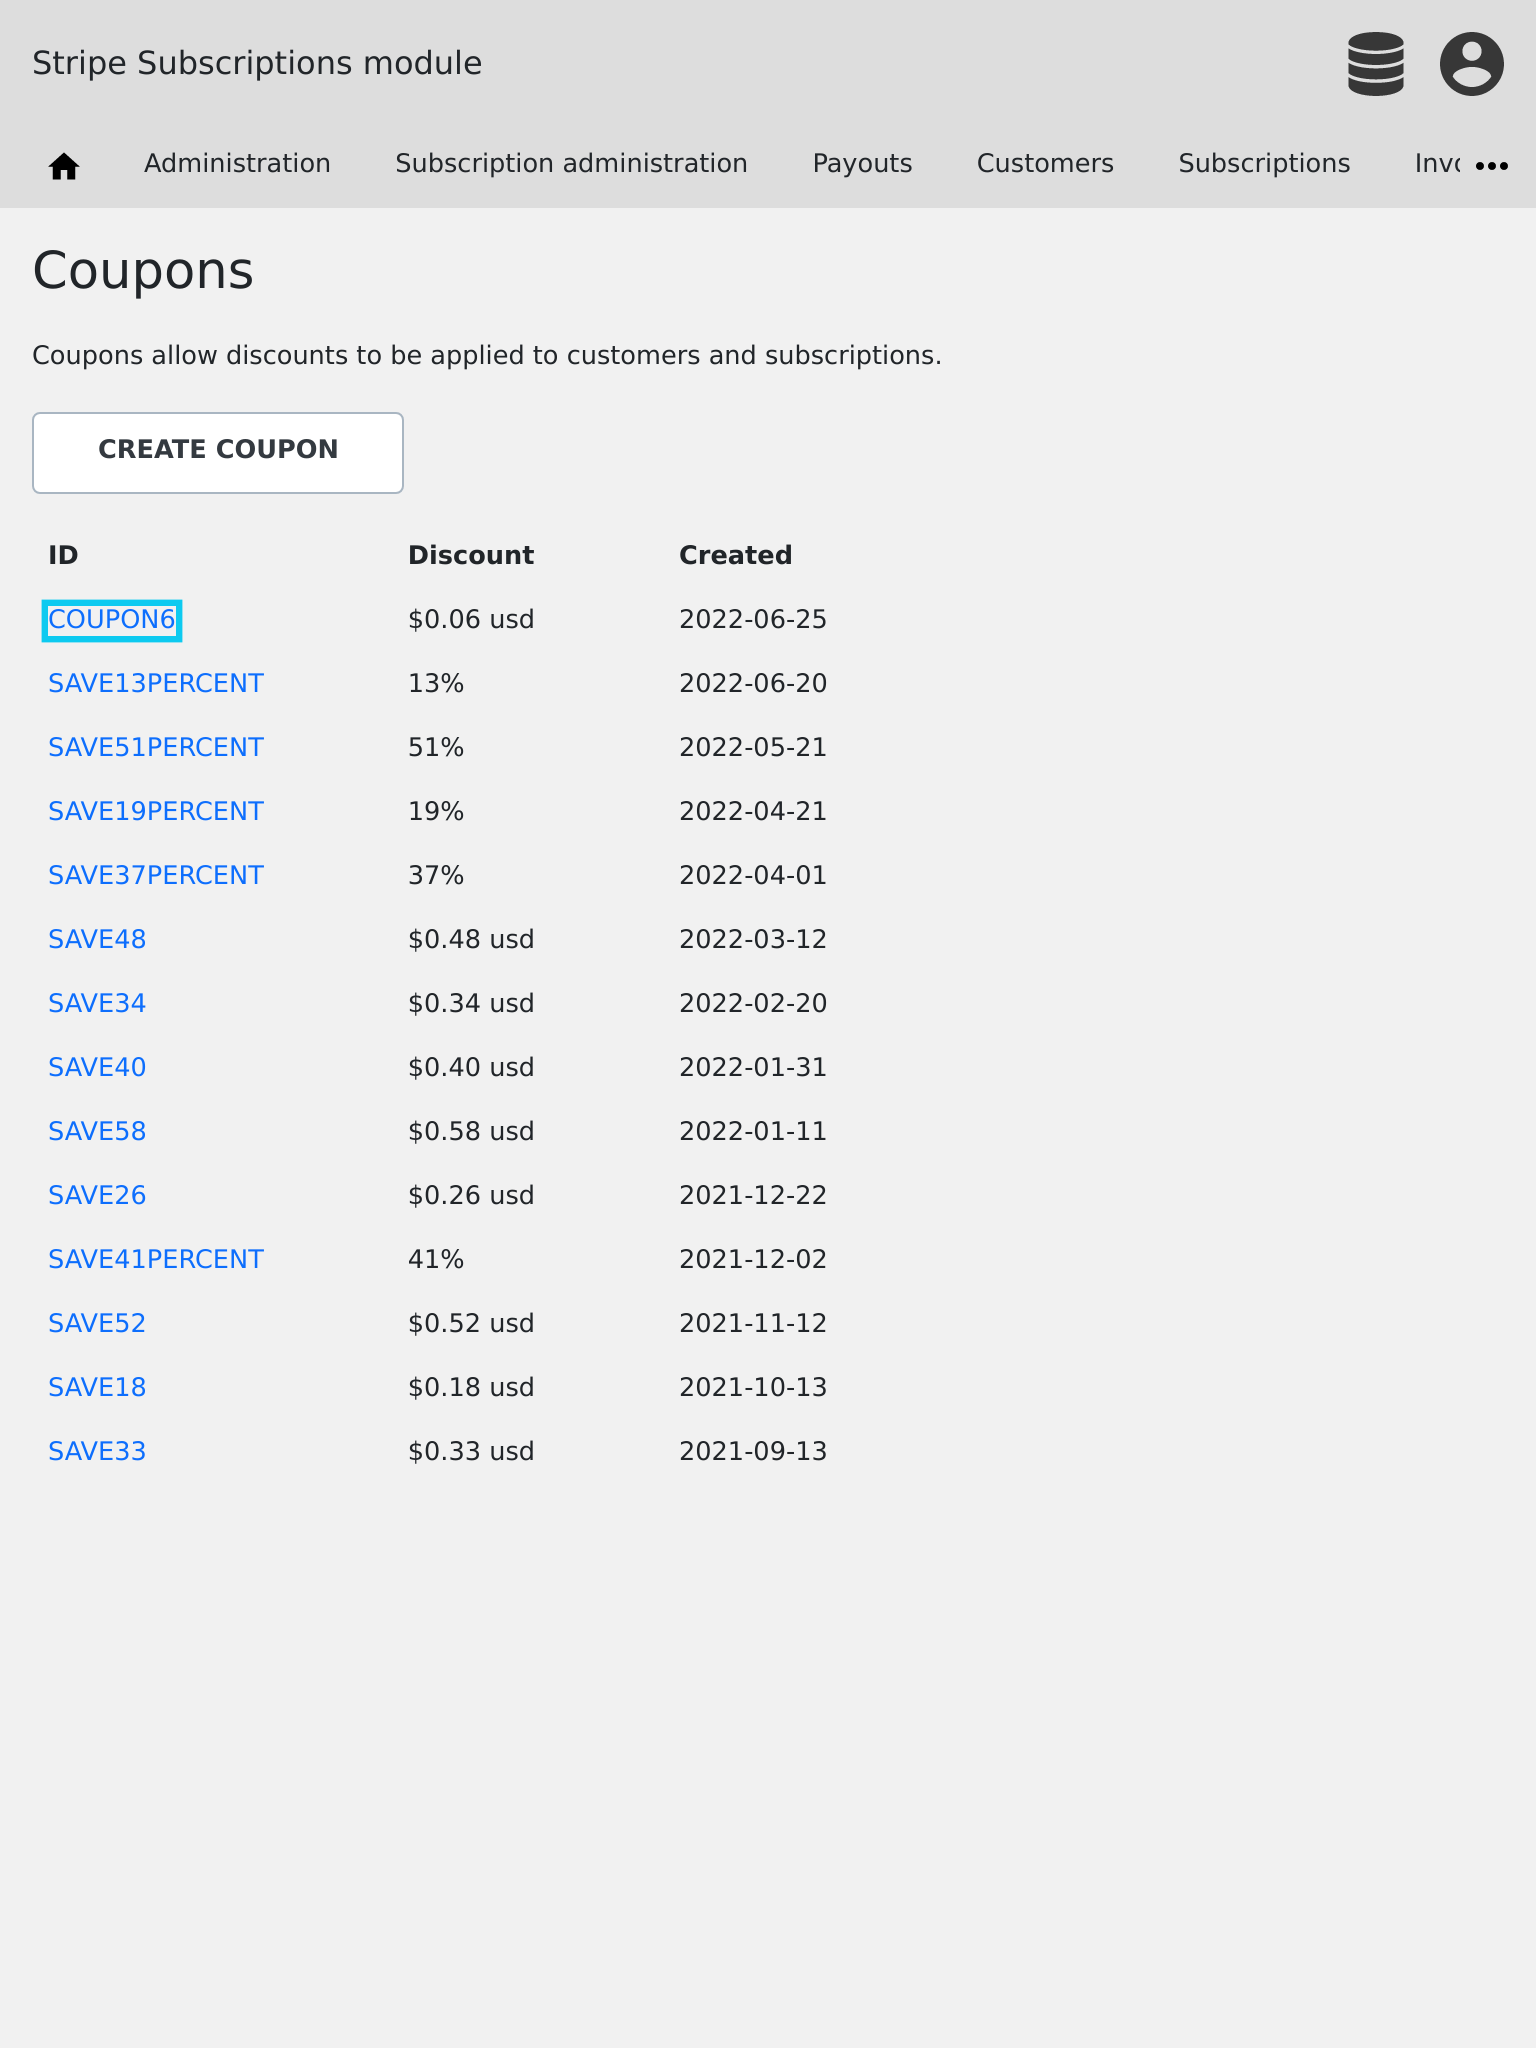 Stripe Subscriptions module
Administration Subscription administration Payouts Customers Subscriptions
Coupons
Coupons allow discounts to be applied to customers and subscriptions.
CREATE COUPON
ID Discount Created
COUPON6 $0.06 usd 2022-06-25
SAVE13PERCENT 13% 2022-06-20
SAVE51PERCENT 51% 2022-05-21
SAVE19PERCENT 19% 2022-04-21
SAVE37PERCENT 37% 2022-04-01
SAVE48 $0.48 usd 2022-03-12
SAVE34 $0.34 usd 2022-02-20
SAVE40 $0.40 usd 2022-01-31
SAVE58 $0.58 usd 2022-01-11
SAVE26 $0.26 usd 2021-12-22
SAVE41PERCENT 41% 2021-12-02
SAVE52 $0.52 usd 2021-11-12
SAVE18 $0.18 usd 2021-10-13
SAVE33 $0.33 usd 2021-09-13